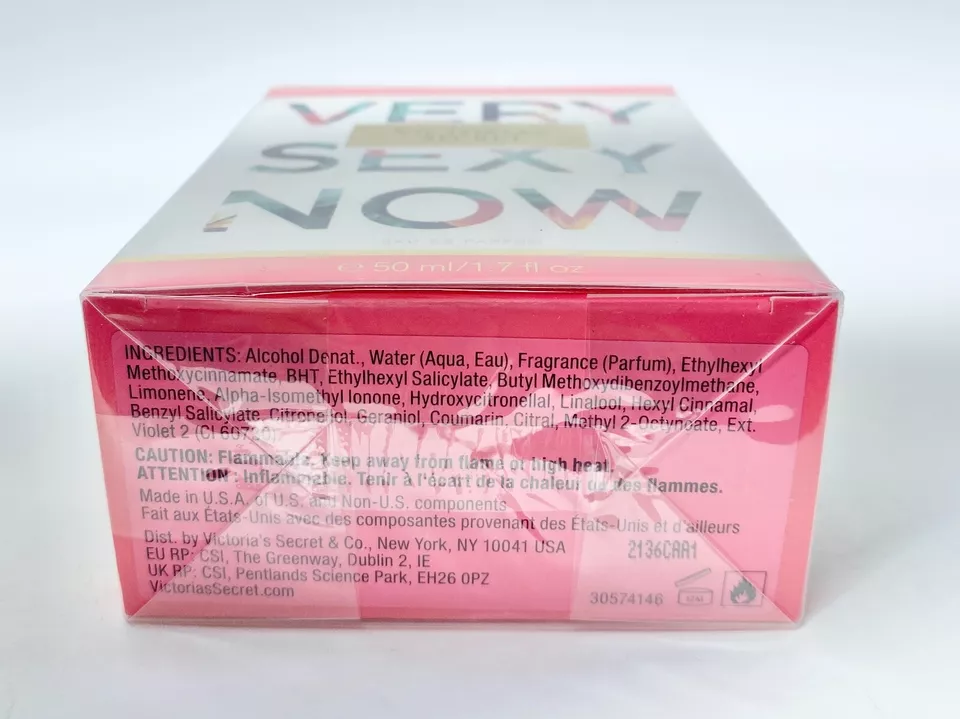 VERY
SEXY
NOW
EAU DE PARFUM
e 50 ml/1.7 fl oz
INGREDIENTS: Alcohol Denat., Water (Aqua, Eau), Fragrance (Parfum), Ethylhexyl
Methoxycinnamate, BHT, Ethylhexyl Salicylate, Butyl Methoxydibenzoylmethane,
Limonene, Alpha-Isomethyl Ionone, Hydroxycitronellal, Linalool, Hexyl Cinnamal,
Benzyl Salicylate, Citronellol, Geraniol, Coumarin, Citral, Methyl 2-Octynoate, Ext.
Violet 2 (CI 60730)
CAUTION: Flammable. Keep away from flame or high heat.
ATTENTION : Inflammable. Tenir à l'écart de la chaleur ou des flammes.
Made in U.S.A. of U.S. and Non-U.S. components
Fait aux États-Unis avec des composantes provenant des États-Unis et d'ailleurs
Dist. by Victoria's Secret & Co., New York, NY 10041 USA
2136CAA1
EU RP: CSI, The Greenway, Dublin 2, IE
UK RP: CSI, Pentlands Science Park, EH26 0PZ
VictoriasSecret.com
30574146